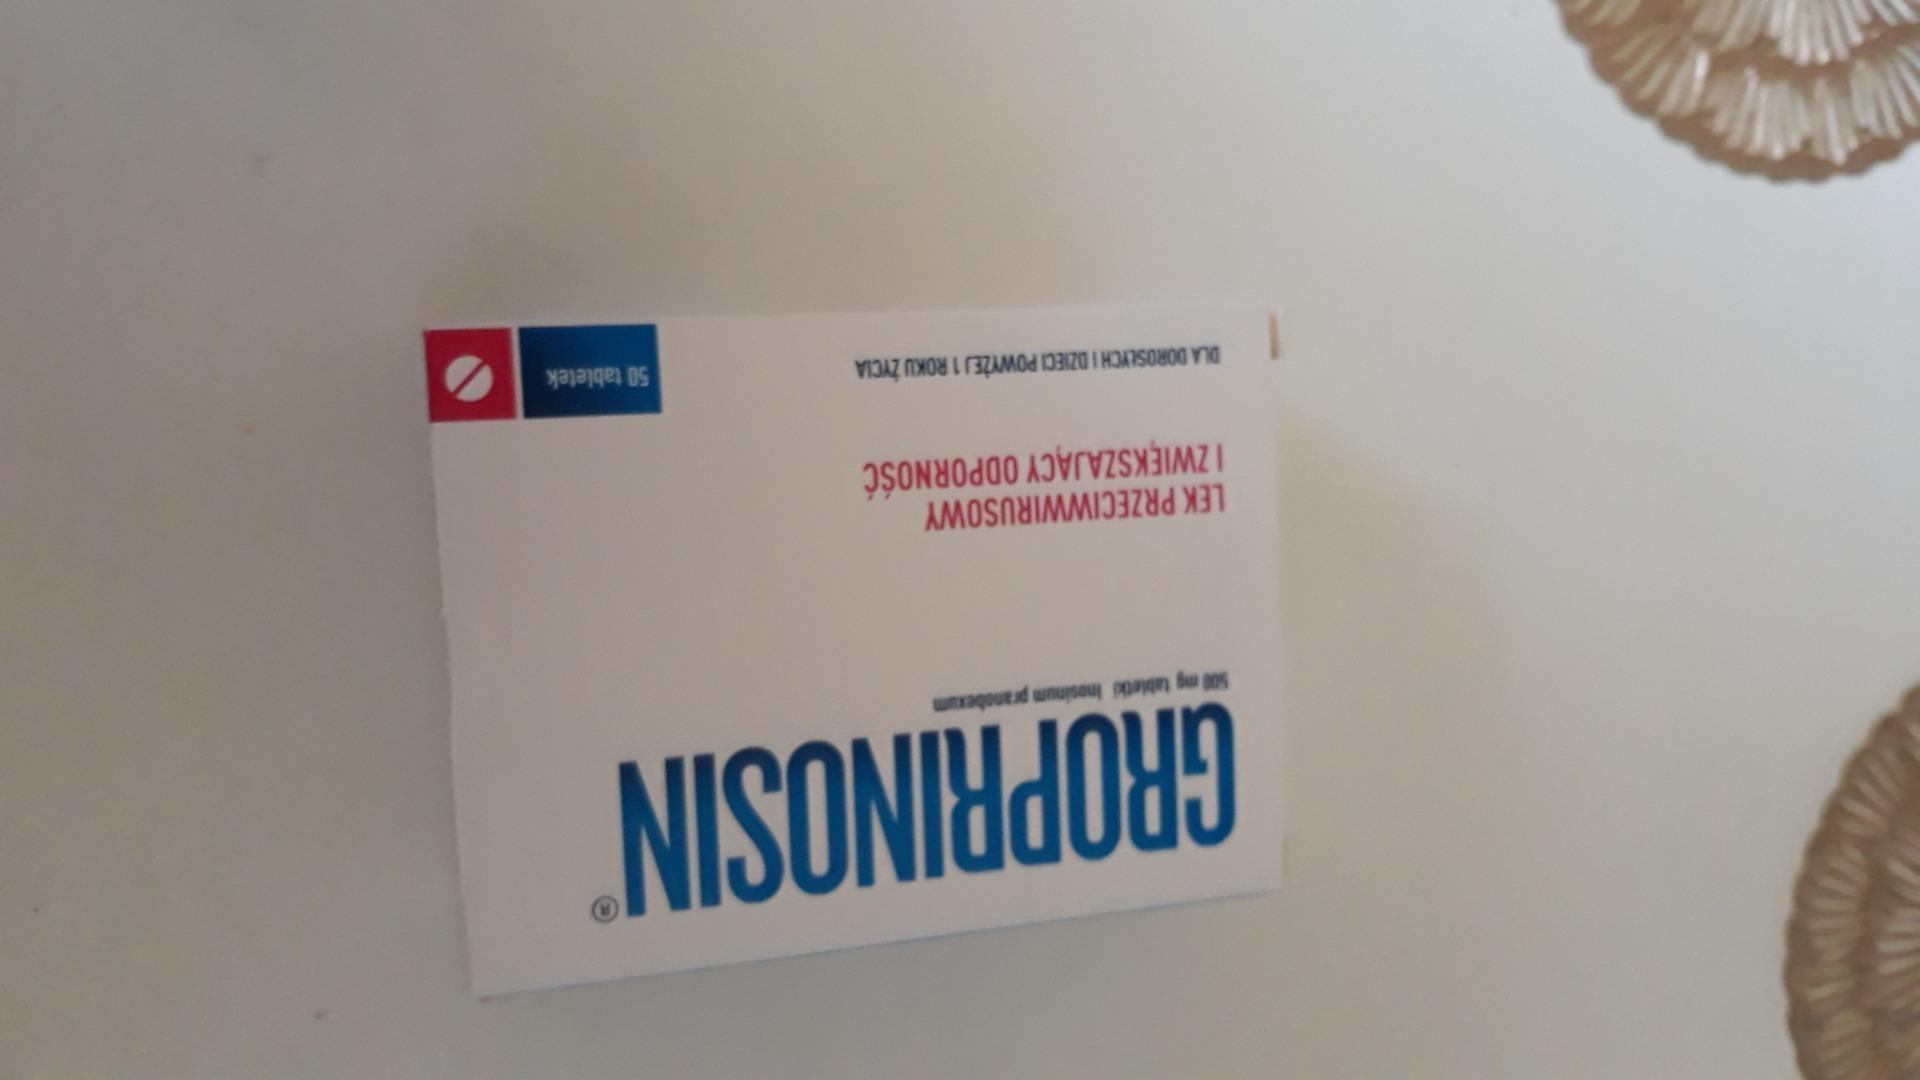 GROPRINOSIN®
500 mg tabletki Inosinum pranobexum
LEK PRZECIWWIRUSOWY
I ZWIĘKSZAJĄCY ODPORNOŚĆ
DLA DOROSŁYCH I DZIECI POWYŻEJ 1 ROKU ŻYCIA
50 tabletek